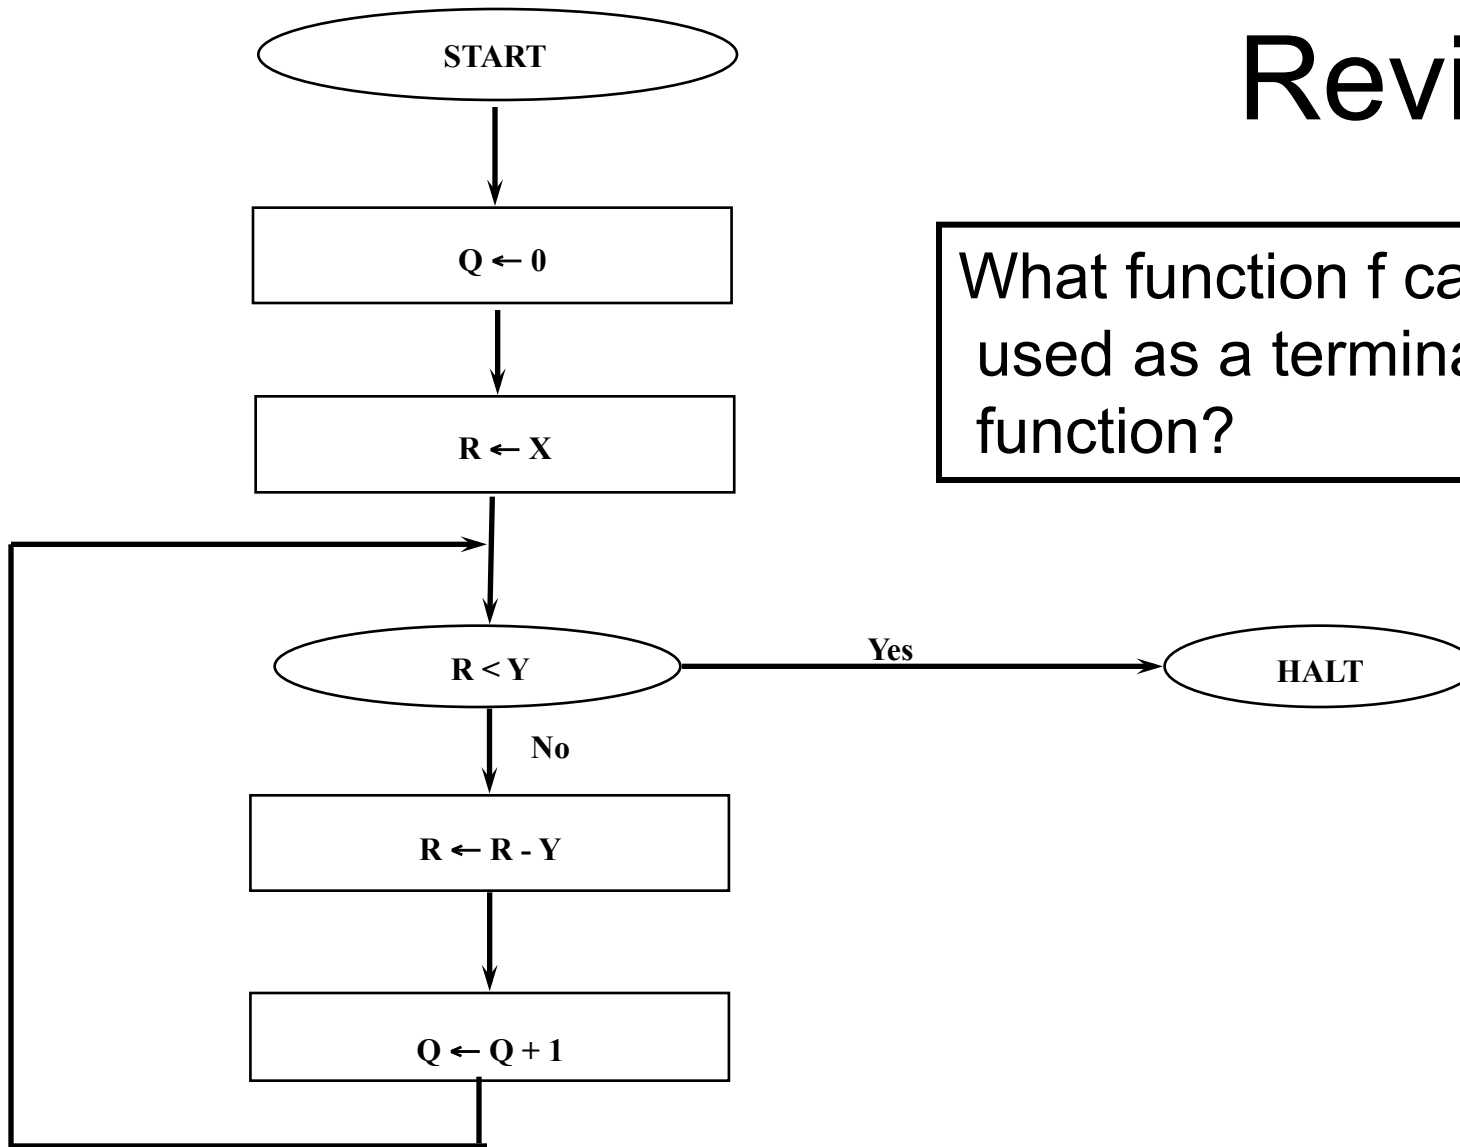 Revi
What function f ca
used as a termina
function?
START
Q ← 0
R ← X
R < Y
Yes
HALT
No
R ← R - Y
Q ← Q + 1